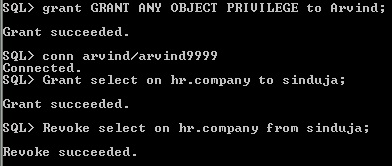 SQL> grant GRANT ANY OBJECT PRIVILEGE to Arvind;
Grant succeeded.
SQL> conn arvind/arvind9999
Connected.
SQL> Grant select on hr.company to sinduja;
Grant succeeded.
SQL> Revoke select on hr.company from sinduja;
Revoke succeeded.